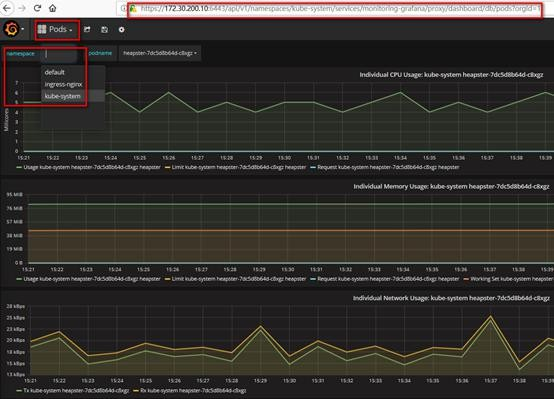 https://172.30.200.10:6443/api/v1/namespaces/kube-system/services/monitoring-grafana/proxy/dashboard/db/pods?orgId=1
Pods
namespace podname heapster-7dc5d8b64d-c8xgz
default
ingress-nginx
kube-system
Individual CPU Usage: kube-system heapster-7dc5d8b64d-c8xgz
Millicores
7
6
5
4
3
2
1
0
15:21 15:22 15:23 15:24 15:25 15:26 15:27 15:28 15:29 15:30 15:31 15:32 15:33 15:34 15:35 15:36 15:37 15:38 15:39
Usage kube-system heapster-7dc5d8b64d-c8xgz heapster Limit kube-system heapster-7dc5d8b64d-c8xgz heapster Request kube-system heapster-7dc5d8b64d-c8xgz heapster
Individual Memory Usage: kube-system heapster-7dc5d8b64d-c8xgz
95 MiB
76 MiB
57 MiB
38 MiB
19 MiB
0 B
15:21 15:22 15:23 15:24 15:25 15:26 15:27 15:28 15:29 15:30 15:31 15:32 15:33 15:34 15:35 15:36 15:37 15:38 15:39
Usage kube-system heapster-7dc5d8b64d-c8xgz heapster Limit kube-system heapster-7dc5d8b64d-c8xgz heapster Request kube-system heapster-7dc5d8b64d-c8xgz heapster Working Set kube-system heapster-7dc5d8b64d-c8xgz
Individual Network Usage: kube-system heapster-7dc5d8b64d-c8xgz
28 kBps
25 kBps
23 kBps
20 kBps
18 kBps
15 kBps
13 kBps
15:21 15:22 15:23 15:24 15:25 15:26 15:27 15:28 15:29 15:30 15:31 15:32 15:33 15:34 15:35 15:36 15:37 15:38 15:39
Tx kube-system heapster-7dc5d8b64d-c8xgz Rx kube-system heapster-7dc5d8b64d-c8xgz